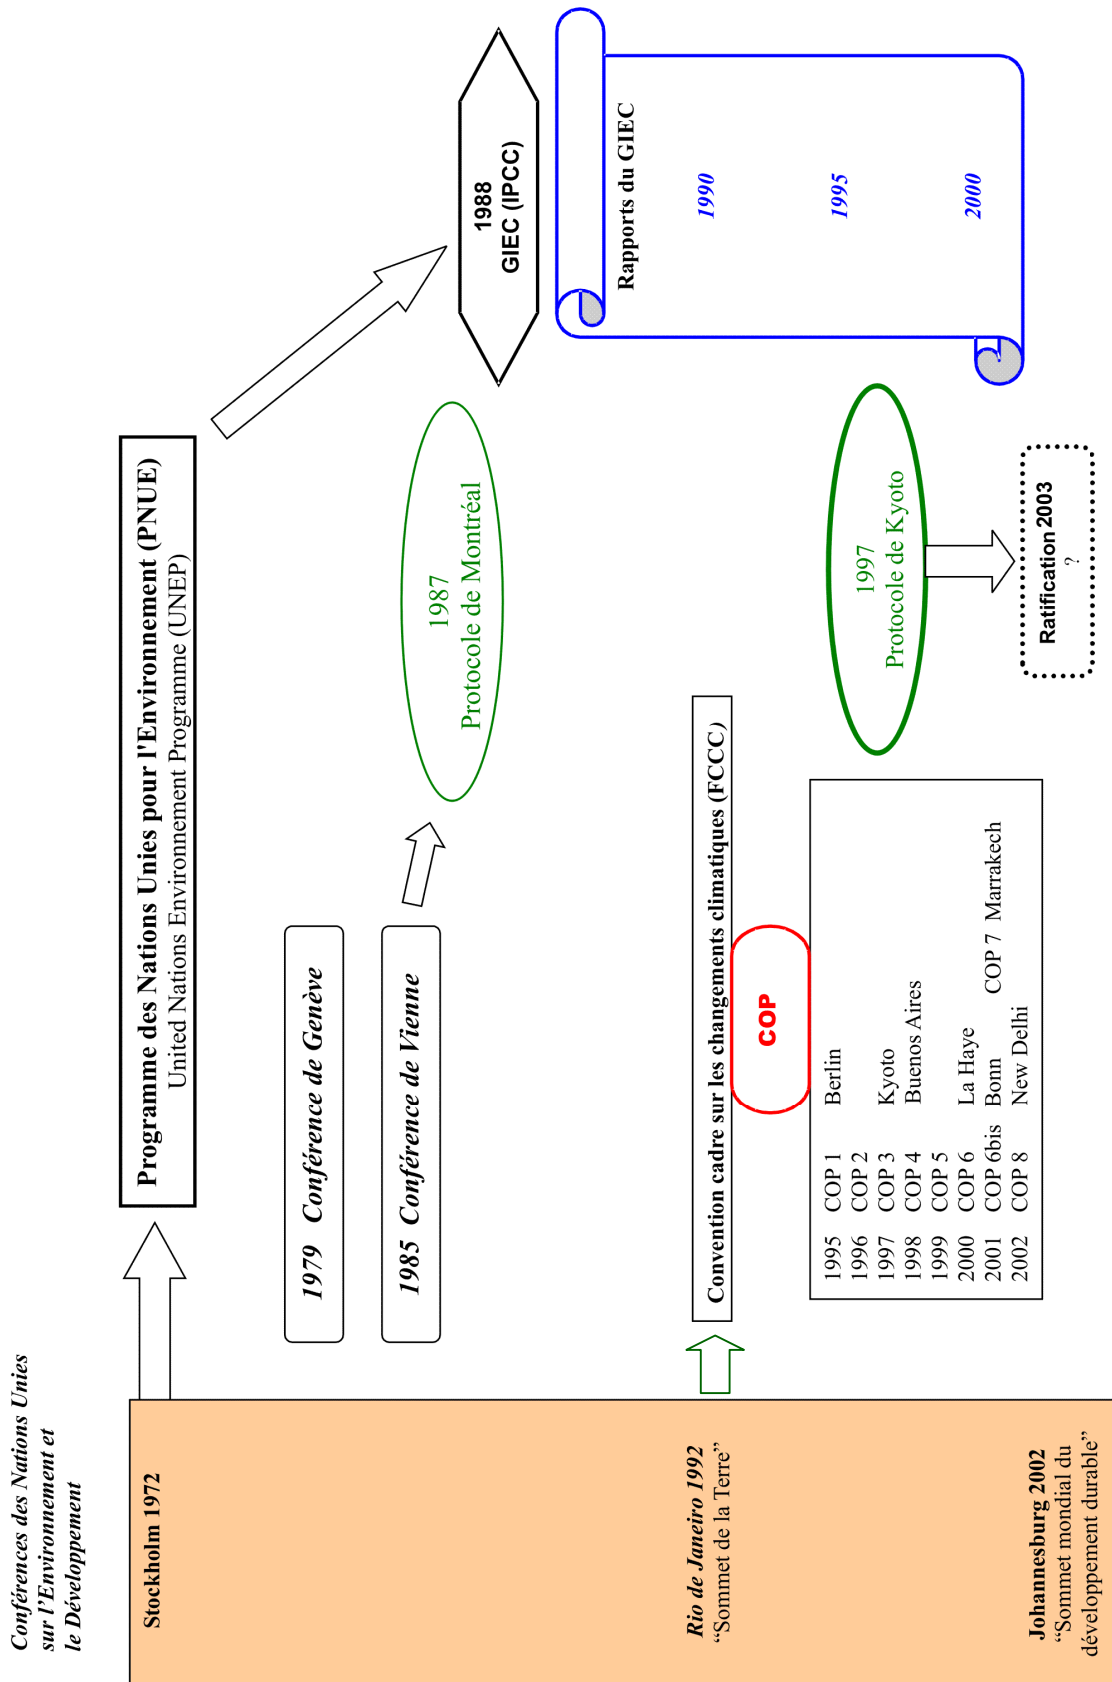 Conférences des Nations Unies
sur l'Environnement et
le Développement
Stockholm 1972
Programme des Nations Unies pour l'Environnement (PNUE)
United Nations Environment Programme (UNEP)
1979 Conférence de Genève
1985 Conférence de Vienne
1987
Protocole de Montréal
1988
GIEC (IPCC)
Rapports du GIEC
1990
1995
2000
Rio de Janeiro 1992
“Sommet de la Terre”
Convention cadre sur les changements climatiques (FCCC)
COP
1995 COP 1 Berlin
1996 COP 2
1997 COP 3 Kyoto
1998 COP 4 Buenos Aires
1999 COP 5
2000 COP 6 La Haye
2001 COP 6bis Bonn COP 7 Marrakech
2002 COP 8 New Delhi
1997
Protocole de Kyoto
Ratification 2003
?
Johannesburg 2002
“Sommet mondial du
développement durable”